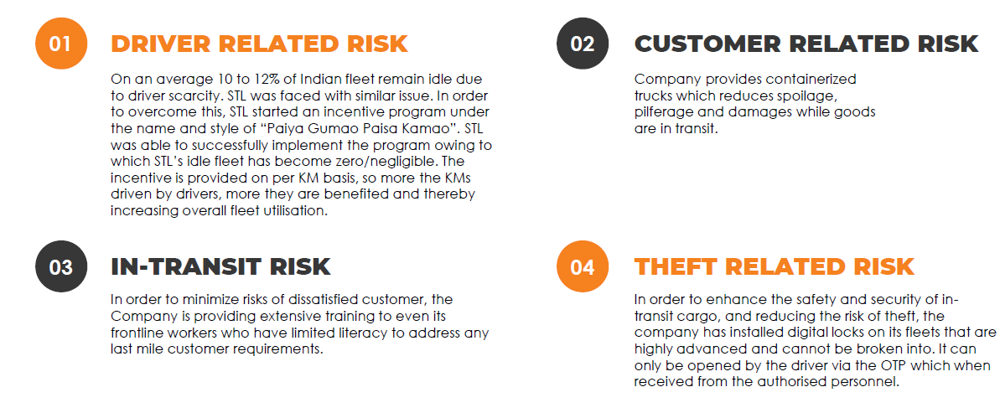 01
DRIVER RELATED RISK
On an average 10 to 12% of Indian fleet remain idle due
to driver scarcity. STL was faced with similar issue. In order
to overcome this, STL started an incentive program under
the name and style of “Paiya Gumao Paisa Kamao”. STL
was able to successfully implement the program owing to
which STL’s idle fleet has become zero/negligible. The
incentive is provided on per KM basis, so more the KMs
driven by drivers, more they are benefited and thereby
increasing overall fleet utilisation.
02
CUSTOMER RELATED RISK
Company provides containerized
trucks which reduces spoilage,
pilferage and damages while goods
are in transit.
03
IN-TRANSIT RISK
In order to minimize risks of dissatisfied customer, the
Company is providing extensive training to even its
frontline workers who have limited literacy to address any
last mile customer requirements.
04
THEFT RELATED RISK
In order to enhance the safety and security of in-
transit cargo, and reducing the risk of theft, the
company has installed digital locks on its fleets that are
highly advanced and cannot be broken into. It can
only be opened by the driver via the OTP which when
received from the authorised personnel.